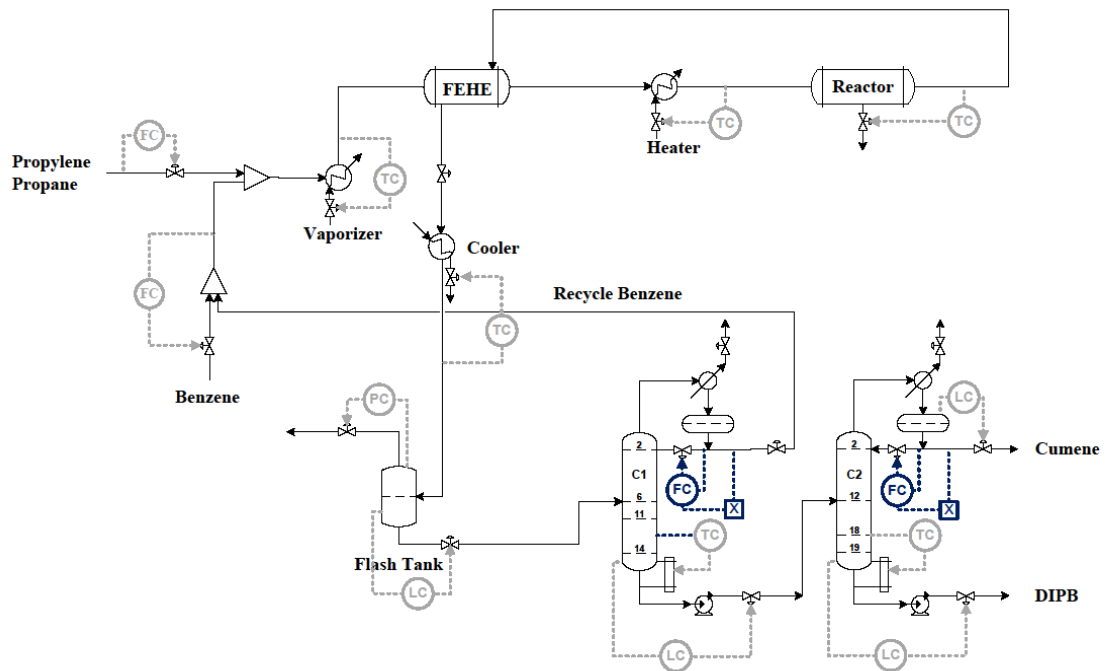 FEHE
Reactor
FC
TC
TC
Heater
Propylene
Propane
TC
Vaporizer
Cooler
FC
Recycle Benzene
TC
Benzene
PC
LC
2
2
Cumene
C1
C2
FC
FC
6
12
X
X
11
TC
18
TC
14
19
Flash Tank
LC
DIPB
LC
LC